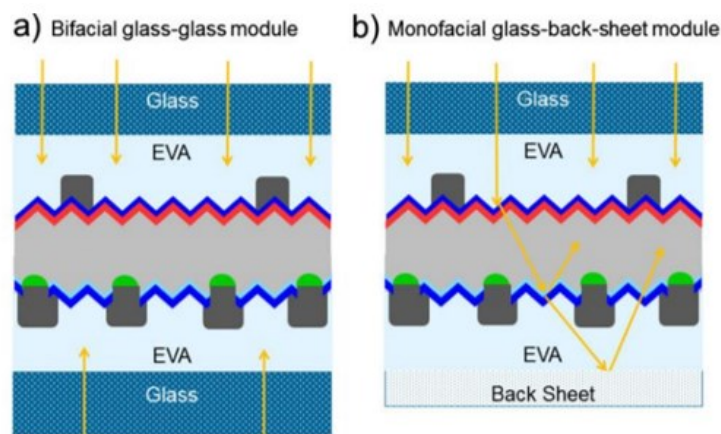 a) Bifacial glass-glass module
Glass
EVA
EVA
Glass
b) Monofacial glass-back-sheet module
Glass
EVA
EVA
Back Sheet